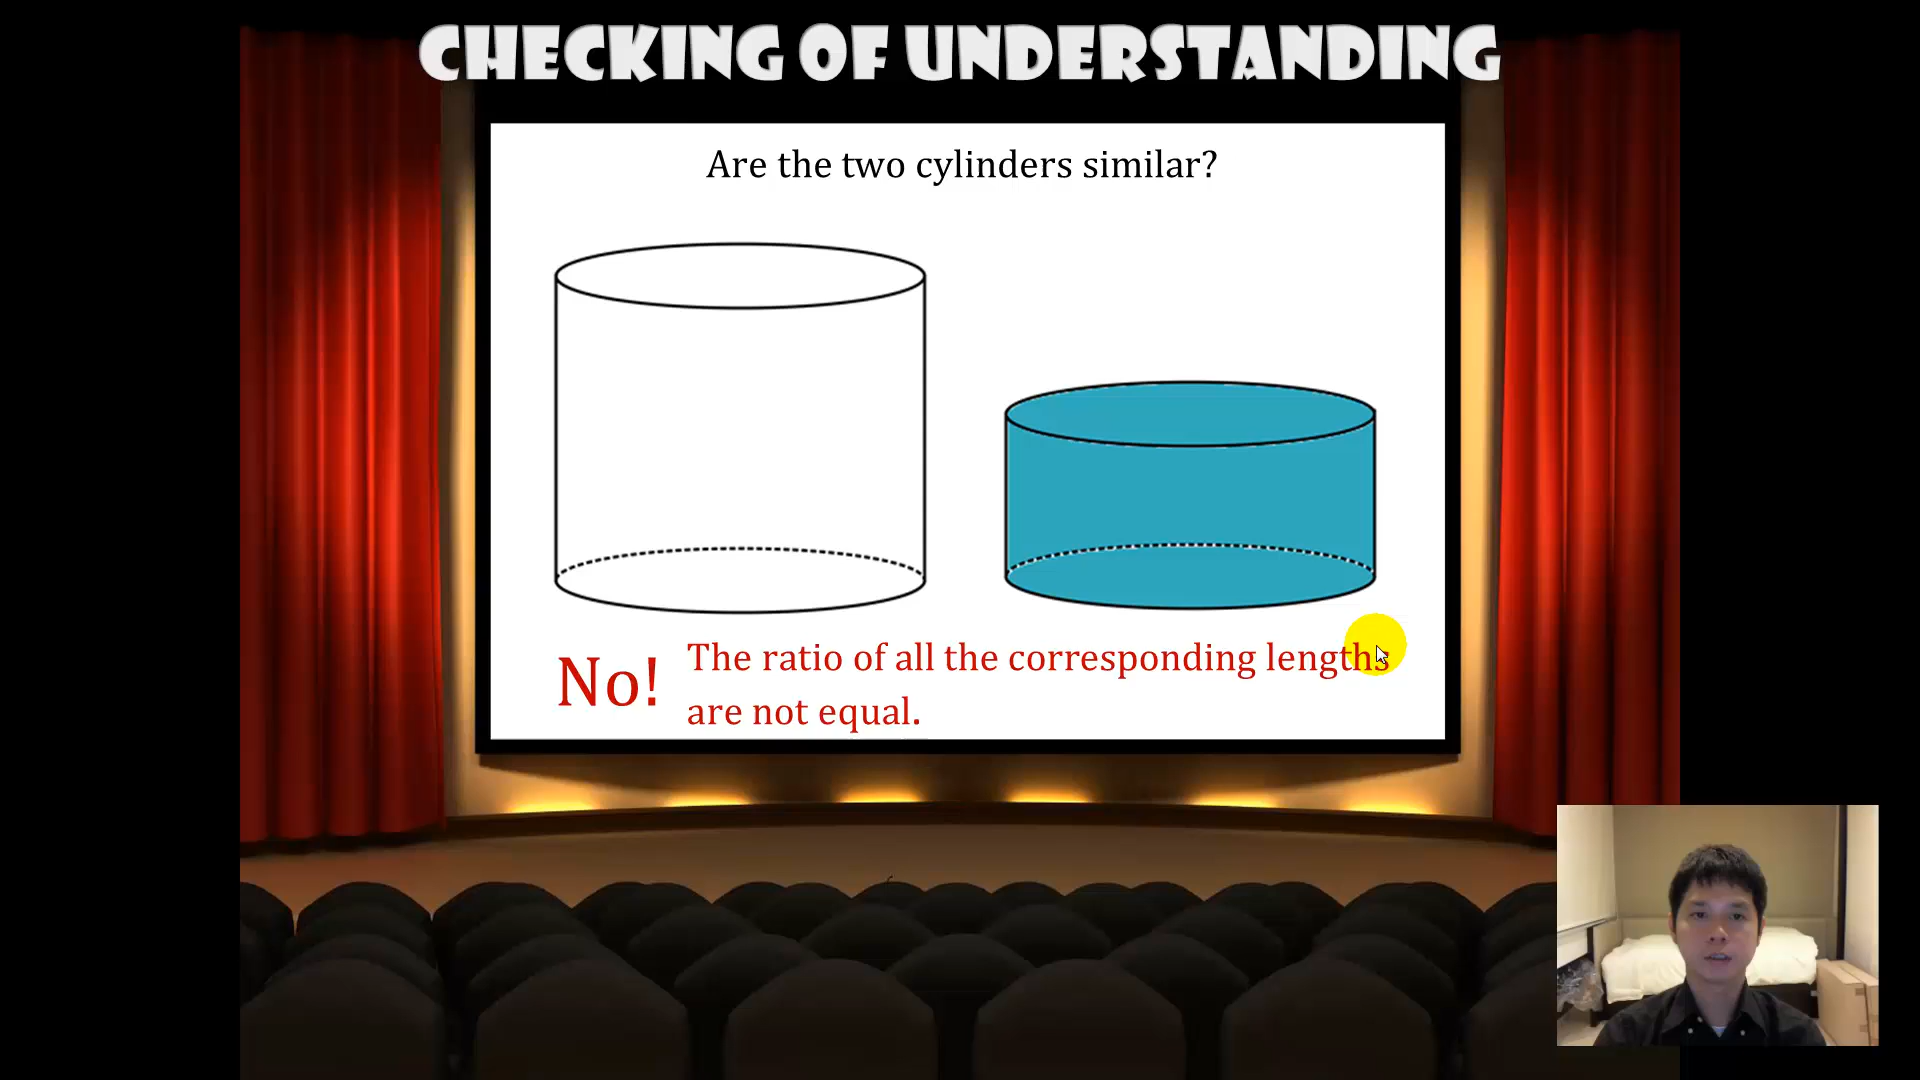 CHECKING OF UNDERSTANDING
Are the two cylinders similar?
No!
The ratio of all the corresponding lengths
are not equal.